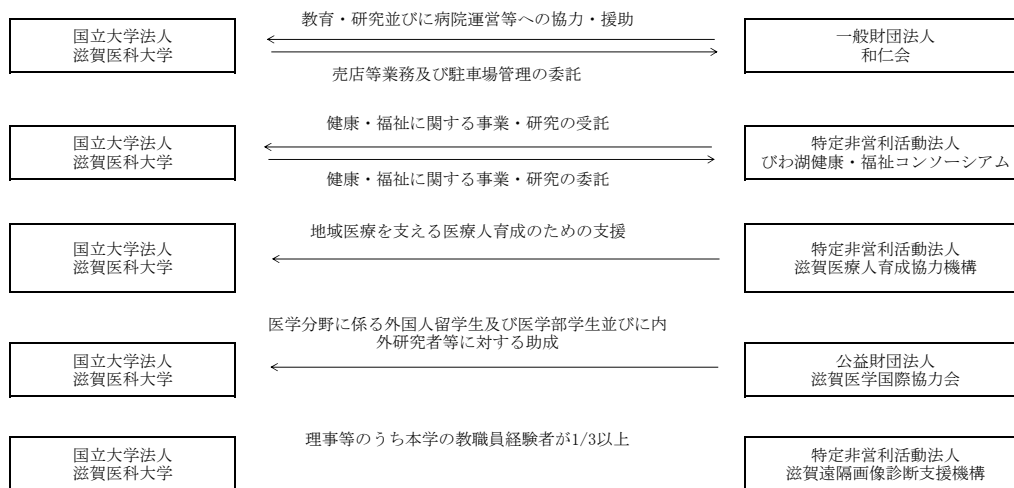 教育・研究並びに病院運営等への協力・援助
国立大学法人
滋賀医科大学
一般財団法人
和仁会
売店等業務及び駐車場管理の委託
健康・福祉に関する事業・研究の受託
国立大学法人
滋賀医科大学
特定非営利活動法人
びわ湖健康・福祉コンソーシアム
健康・福祉に関する事業・研究の委託
地域医療を支える医療人育成のための支援
国立大学法人
滋賀医科大学
特定非営利活動法人
滋賀医療人育成協力機構
医学分野に係る外国人留学生及び医学部学生並びに内
外研究者等に対する助成
国立大学法人
滋賀医科大学
公益財団法人
滋賀医学国際協力会
理事等のうち本学の教職員経験者が1/3以上
国立大学法人
滋賀医科大学
特定非営利活動法人
滋賀遠隔画像診断支援機構